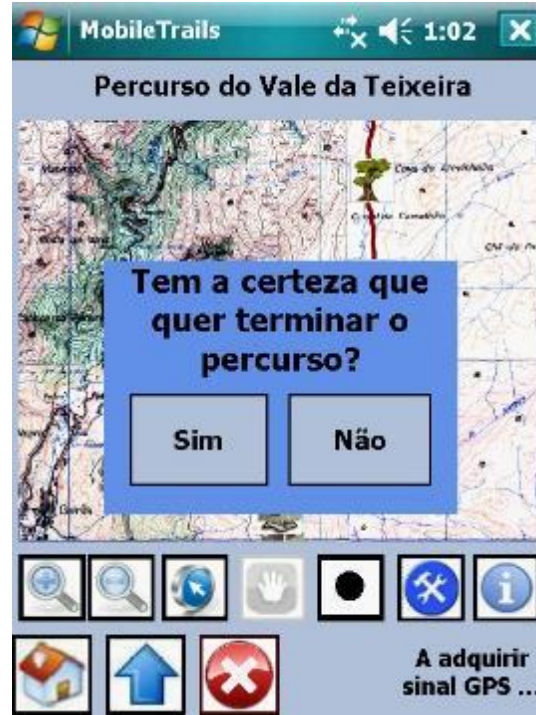 MobileTrails
1:02
Percurso do Vale da Teixeira
Tem a certeza que
quer terminar o
percurso?
Sim
Não
A adquirir
sinal GPS ...